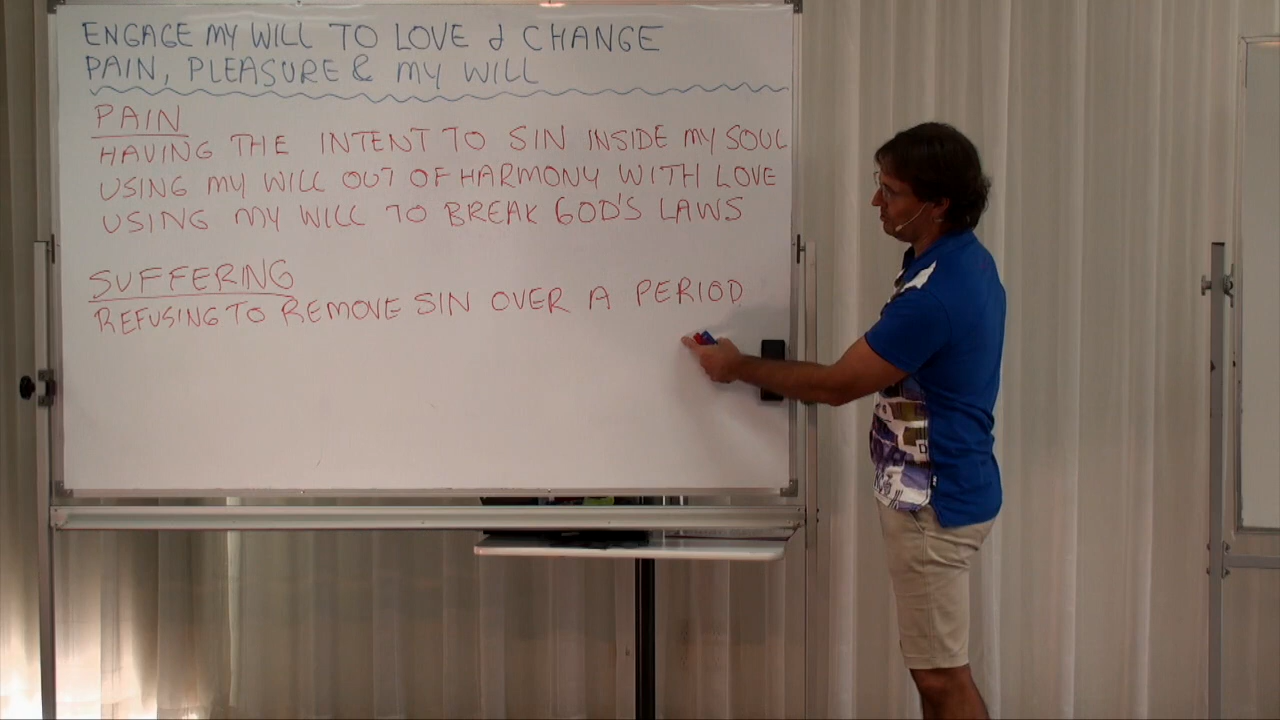 ENGAGE MY WILL TO LOVE & CHANGE
PAIN, PLEASURE & MY WILL
PAIN
HAVING THE INTENT TO SIN INSIDE MY SOUL
USING MY WILL OUT OF HARMONY WITH LOVE
USING MY WILL TO BREAK GOD'S LAWS
SUFFERING
REFUSING TO REMOVE SIN OVER A PERIOD